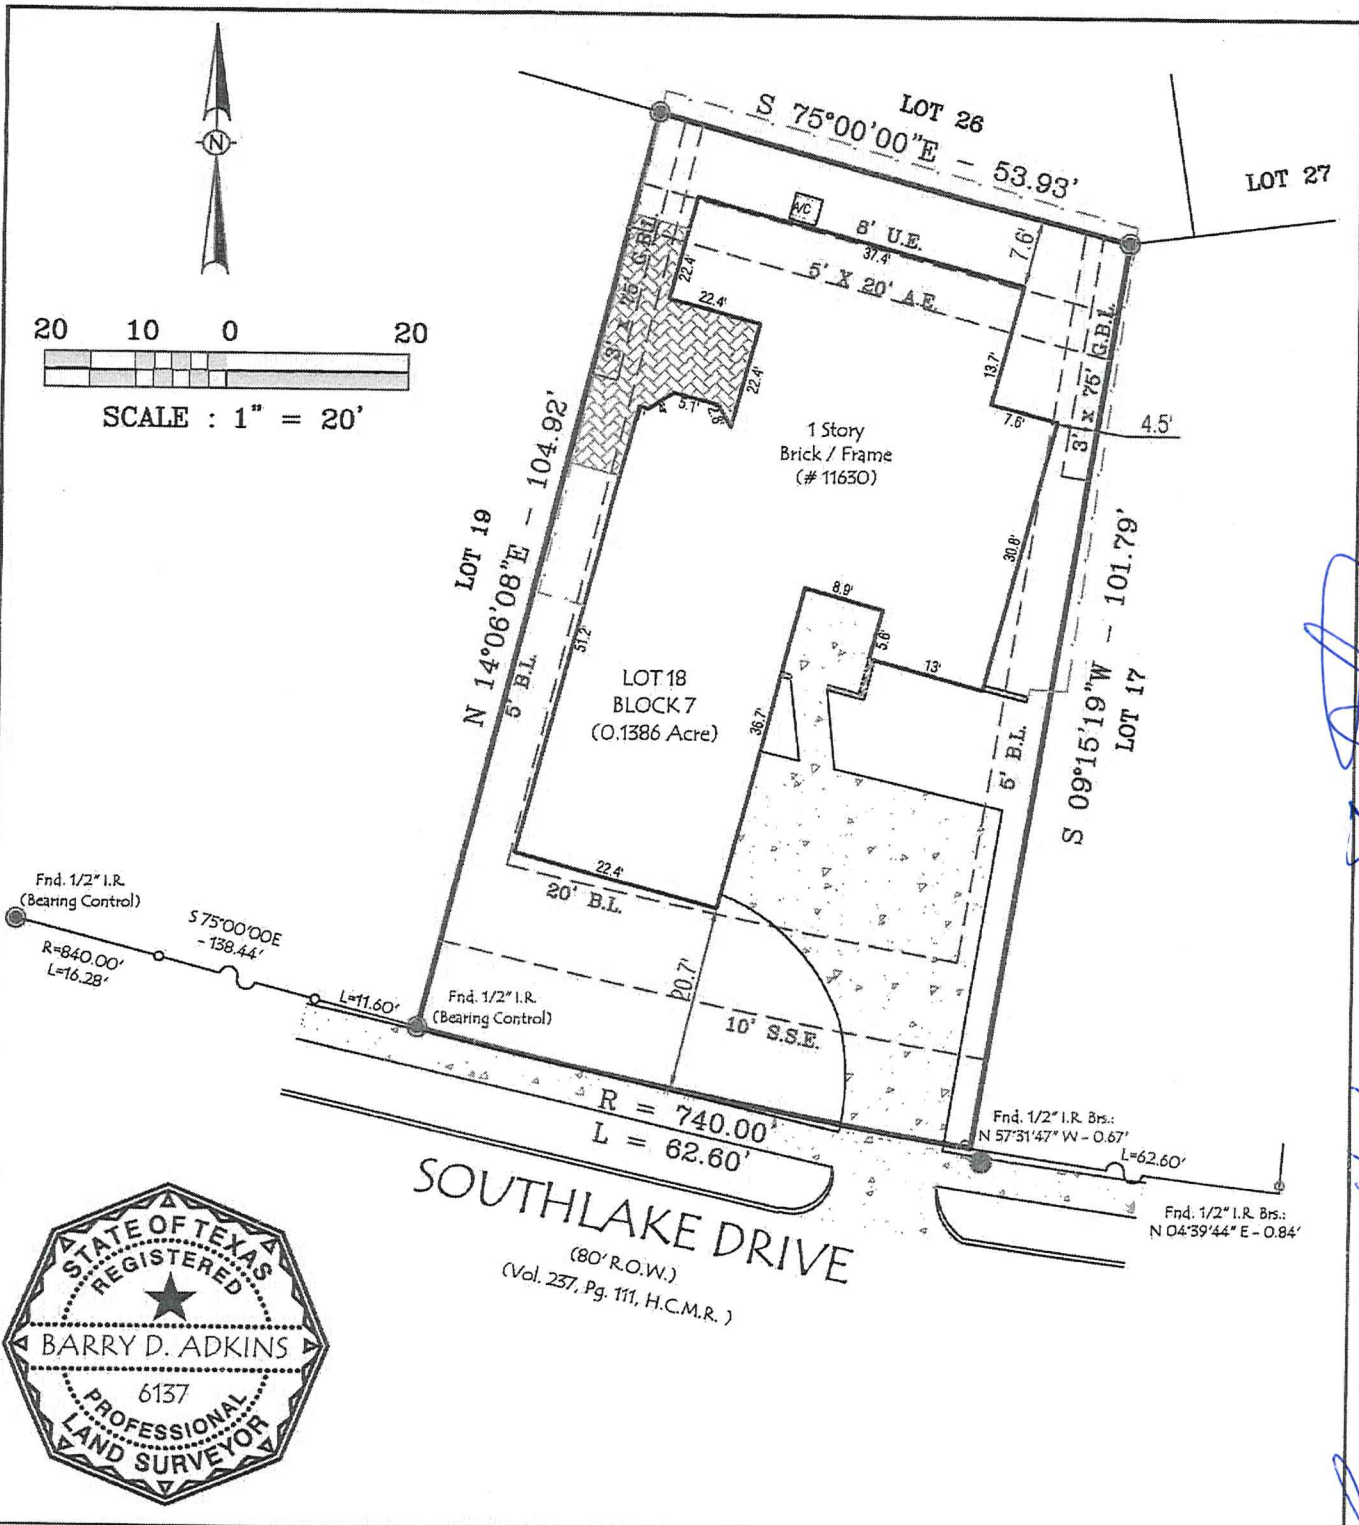 N
20 10 0 20
SCALE : 1" = 20'
LOT 26
S 75°00'00"E - 53.93'
LOT 27
A/C
8' U.E.
37.4'
7.6'
5' X 20' A.E.
22.4'
22.4'
22.4'
3' x 75' G.B.L.
13.7'
7.6'
3' x 75' G.B.L.
4.5'
5.1'
1 Story
Brick / Frame
(# 11630)
LOT 19
N 14°06'08"E - 104.92'
5' B.L.
51.2'
30.8'
8.9'
5.6'
13'
36.7'
LOT 18
BLOCK 7
(0.1386 Acre)
S 09°15'19"W - 101.79'
LOT 17
5' B.L.
22.4'
20' B.L.
20.7'
10' S.S.E.
Fnd. 1/2" I.R.
(Bearing Control)
S 75°00'00E
- 138.44'
R=840.00'
L=16.28'
L=11.60'
Fnd. 1/2" I.R.
(Bearing Control)
R = 740.00'
L = 62.60'
Fnd. 1/2" I.R. Brs.:
N 57°31'47" W - 0.67'
L=62.60'
Fnd. 1/2" I.R. Brs.:
N 04°39'44" E - 0.84'
SOUTHLAKE DRIVE
(80' R.O.W.)
(Vol. 237, Pg. 111, H.C.M.R. )
STATE OF TEXAS
REGISTERED
BARRY D. ADKINS
6137
PROFESSIONAL
LAND SURVEYOR